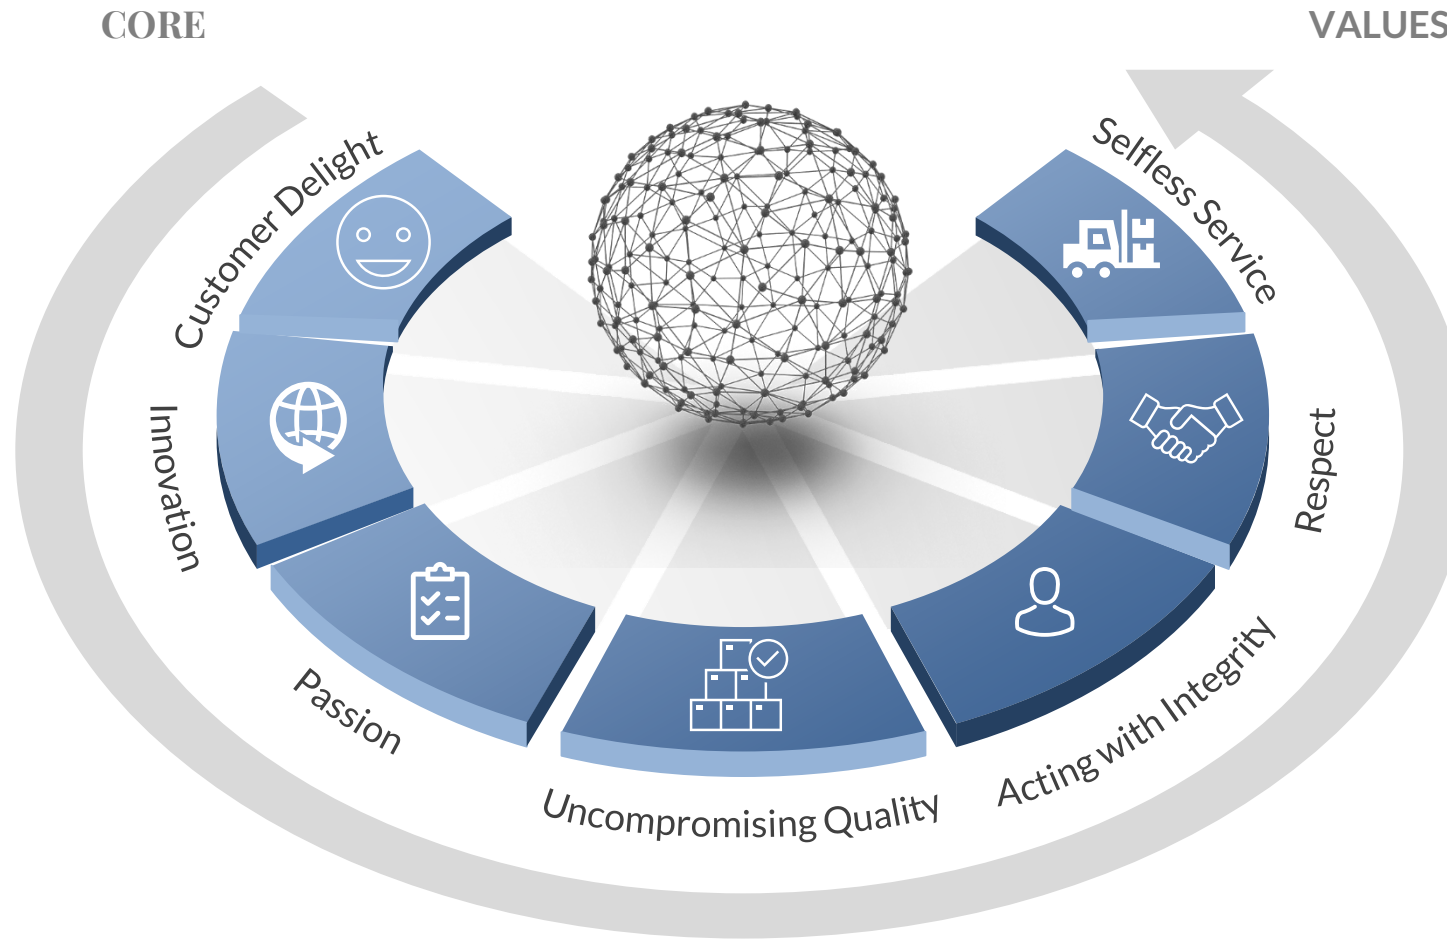 CORE
VALUES
Customer Delight
Innovation
Passion
Uncompromising Quality
Acting with Integrity
Respect
Selfless Service